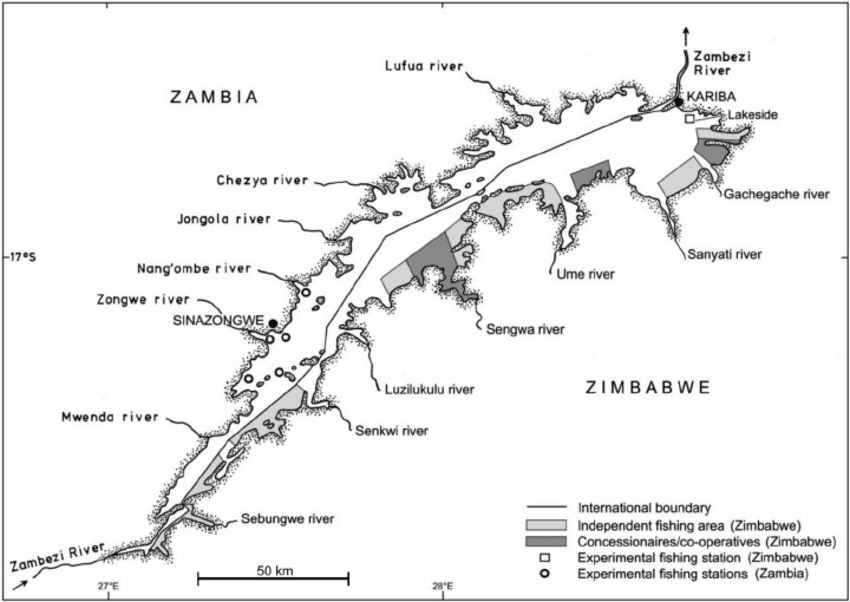 Lufua river
Zambezi
River
ZAMBIA
KARIBA
Lakeside
Chezya river
Gachegache river
Jongola river
17°S
Sanyati river
Nang'ombe river
Ume river
Zongwe river
SINAZONGWE
Sengwa river
Luzilukulu river
ZIMBABWE
Mwenda river
Senkwi river
International boundary
Sebungwe river
Independent fishing area (Zimbabwe)
Concessionaires/co-operatives (Zimbabwe)
Experimental fishing station (Zimbabwe)
Zambezi River
50 km
Experimental fishing stations (Zambia)
27°E
28°E